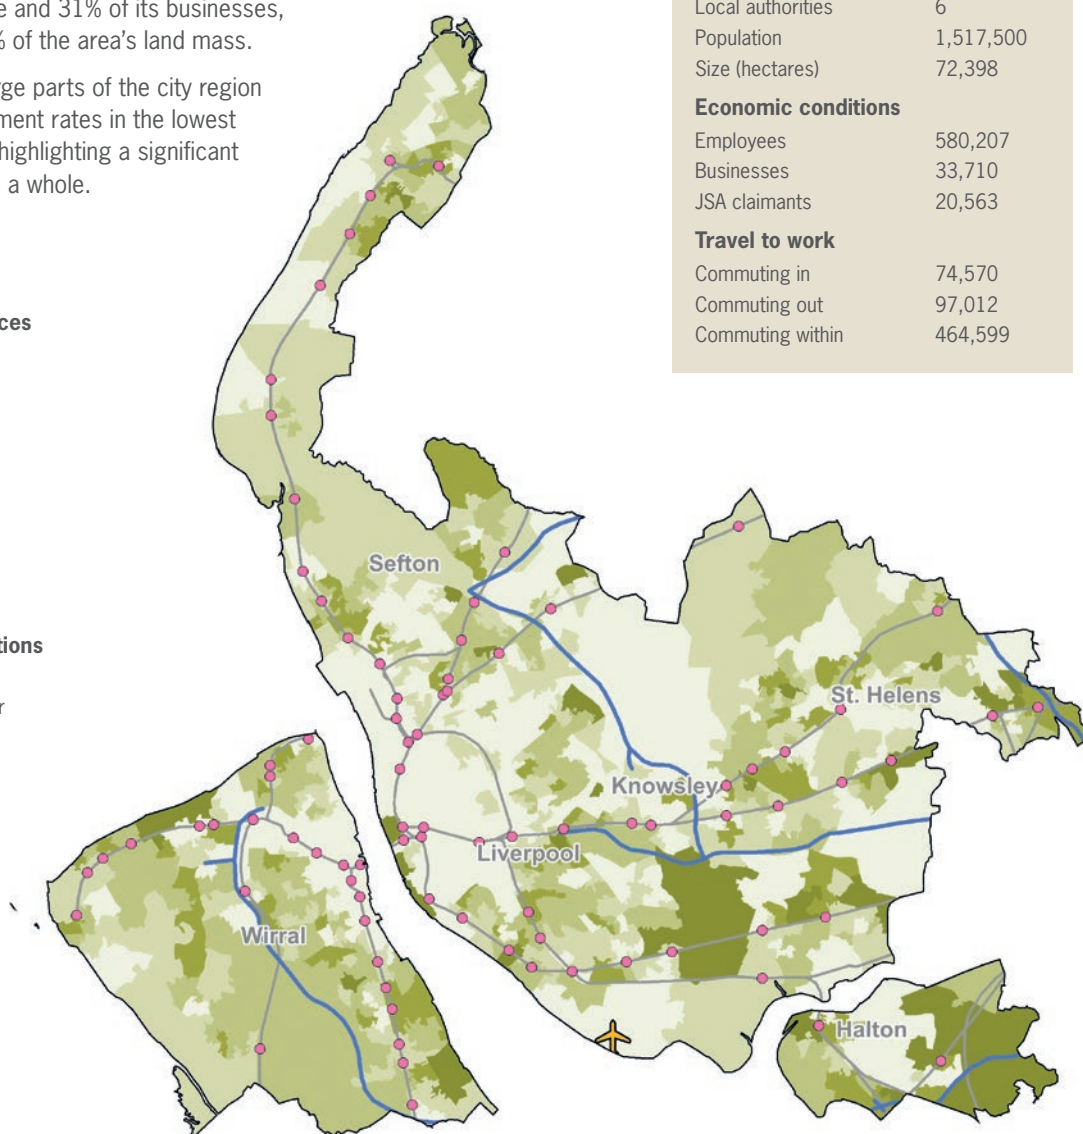 e and 31% of its businesses,
% of the area's land mass.
rge parts of the city region
ment rates in the lowest
highlighting a significant
a whole.
ces
tions
r
Local authorities 6
Population 1,517,500
Size (hectares) 72,398
Economic conditions
Employees 580,207
Businesses 33,710
JSA claimants 20,563
Travel to work
Commuting in 74,570
Commuting out 97,012
Commuting within 464,599
Sefton
St. Helens
Knowsley
Liverpool
Wirral
Halton